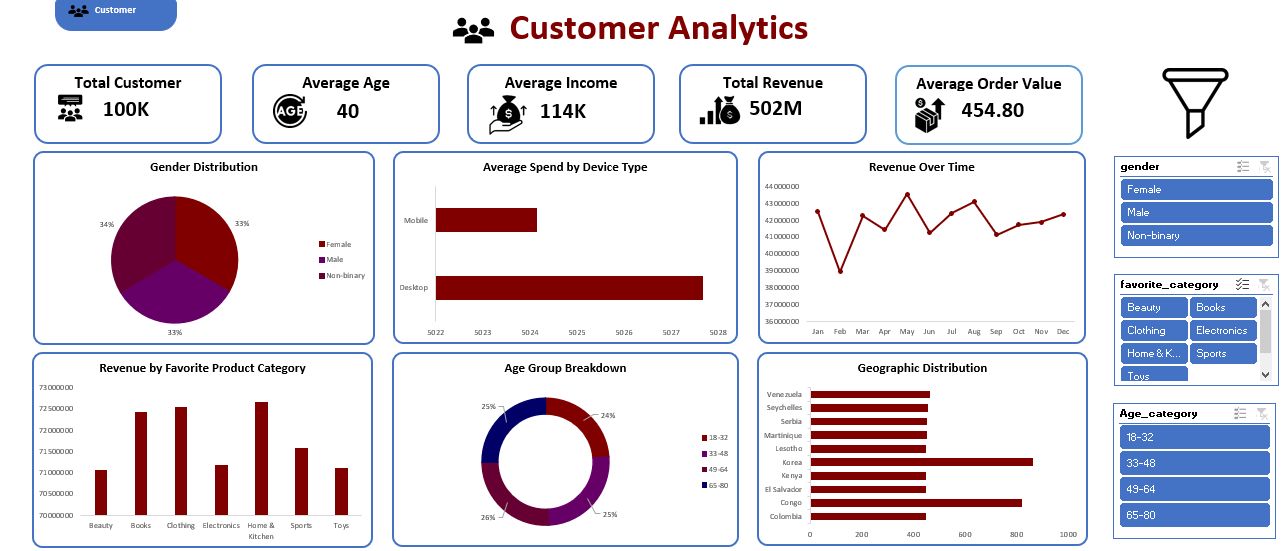 Customer
Customer Analytics
Total Customer
100K
Average Age
AGE
40
Average Income
$
114K
Total Revenue
$
502M
Average Order Value
$
454.80
Gender Distribution
34%
33%
33%
Female
Male
Non-binary
Average Spend by Device Type
Mobile
Desktop
5022 5023 5024 5025 5026 5027 5028
Revenue Over Time
44000000
43000000
42000000
41000000
40000000
39000000
38000000
37000000
36000000
Jan Feb Mar Apr May Jun Jul Aug Sep Oct Nov Dec
gender
Female
Male
Non-binary
favorite_category
Beauty Books
Clothing Electronics
Home & K... Sports
Toys
Revenue by Favorite Product Category
73000000
72500000
72000000
71500000
71000000
70500000
70000000
Beauty Books Clothing Electronics Home & Sports Toys
Kitchen
Age Group Breakdown
25%
24%
26%
25%
18-32
33-48
49-64
65-80
Geographic Distribution
Venezuela
Seychelles
Serbia
Martinique
Lesotho
Korea
Kenya
El Salvador
Congo
Colombia
0 200 400 600 800 1000
Age_category
18-32
33-48
49-64
65-80